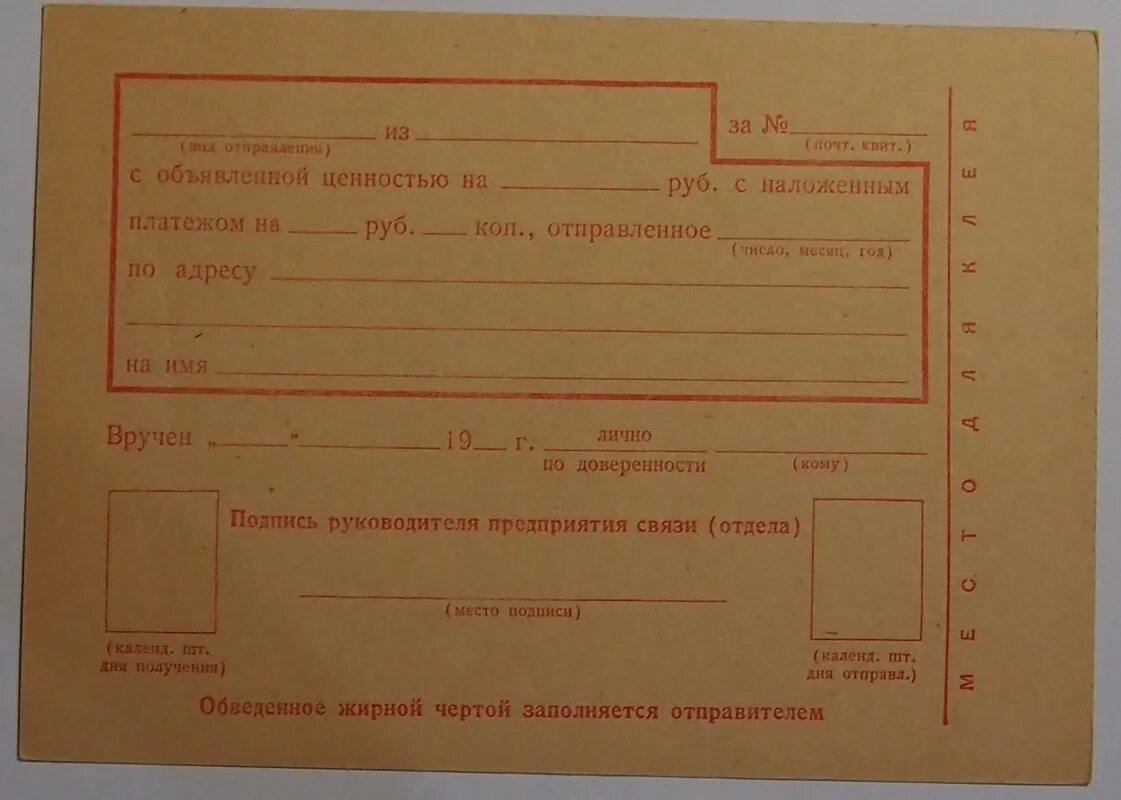 из за №
(вид отправления) (почт. квит.)
с объявленной ценностью на руб. с наложенным
платежом на руб. коп., отправленное
(число, месяц, год)
по адресу
на имя
Вручен „ “ 19 г. лично
по доверенности (кому)
Подпись руководителя предприятия связи (отдела)
(место подписи)
(календ. шт.
дня получения)
(календ. шт.
дня отправл.)
Обведенное жирной чертой заполняется отправителем
МЕСТО ДЛЯ КЛЕЯ